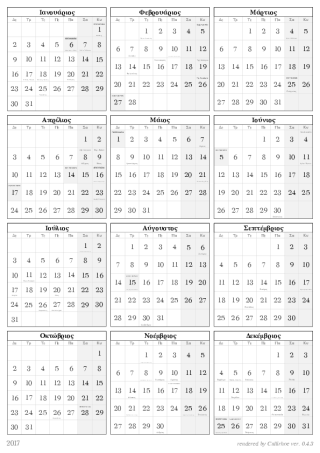 Ιανουάριος
Δε Τρ Τε Πε Πα Σα Κυ
1
2 3 4 5 6 7 8
9 10 11 12 13 14 15
16 17 18 19 20 21 22
23 24 25 26 27 28 29
30 31
Φεβρουάριος
Δε Τρ Τε Πε Πα Σα Κυ
1 2 3 4 5
6 7 8 9 10 11 12
13 14 15 16 17 18 19
20 21 22 23 24 25 26
27 28
Μάρτιος
Δε Τρ Τε Πε Πα Σα Κυ
1 2 3 4 5
6 7 8 9 10 11 12
13 14 15 16 17 18 19
20 21 22 23 24 25 26
27 28 29 30 31
Απρίλιος
Δε Τρ Τε Πε Πα Σα Κυ
1 2
3 4 5 6 7 8 9
10 11 12 13 14 15 16
17 18 19 20 21 22 23
24 25 26 27 28 29 30
Μάιος
Δε Τρ Τε Πε Πα Σα Κυ
1 2 3 4 5 6 7
8 9 10 11 12 13 14
15 16 17 18 19 20 21
22 23 24 25 26 27 28
29 30 31
Ιούνιος
Δε Τρ Τε Πε Πα Σα Κυ
1 2 3 4
5 6 7 8 9 10 11
12 13 14 15 16 17 18
19 20 21 22 23 24 25
26 27 28 29 30
Ιούλιος
Δε Τρ Τε Πε Πα Σα Κυ
1 2
3 4 5 6 7 8 9
10 11 12 13 14 15 16
17 18 19 20 21 22 23
24 25 26 27 28 29 30
31
Αύγουστος
Δε Τρ Τε Πε Πα Σα Κυ
1 2 3 4 5 6
7 8 9 10 11 12 13
14 15 16 17 18 19 20
21 22 23 24 25 26 27
28 29 30 31
Σεπτέμβριος
Δε Τρ Τε Πε Πα Σα Κυ
1 2 3
4 5 6 7 8 9 10
11 12 13 14 15 16 17
18 19 20 21 22 23 24
25 26 27 28 29 30
Οκτώβριος
Δε Τρ Τε Πε Πα Σα Κυ
1
2 3 4 5 6 7 8
9 10 11 12 13 14 15
16 17 18 19 20 21 22
23 24 25 26 27 28 29
30 31
Νοέμβριος
Δε Τρ Τε Πε Πα Σα Κυ
1 2 3 4 5
6 7 8 9 10 11 12
13 14 15 16 17 18 19
20 21 22 23 24 25 26
27 28 29 30
Δεκέμβριος
Δε Τρ Τε Πε Πα Σα Κυ
1 2 3
4 5 6 7 8 9 10
11 12 13 14 15 16 17
18 19 20 21 22 23 24
25 26 27 28 29 30 31
2017
rendered by Callirhoe ver. 0.4.3